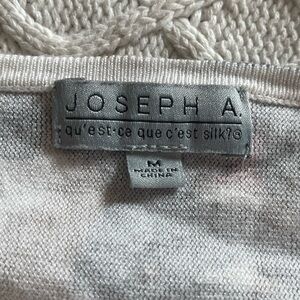 JOSEPH A.
qu'est-ce que c'est silk?®
M
MADE IN
CHINA